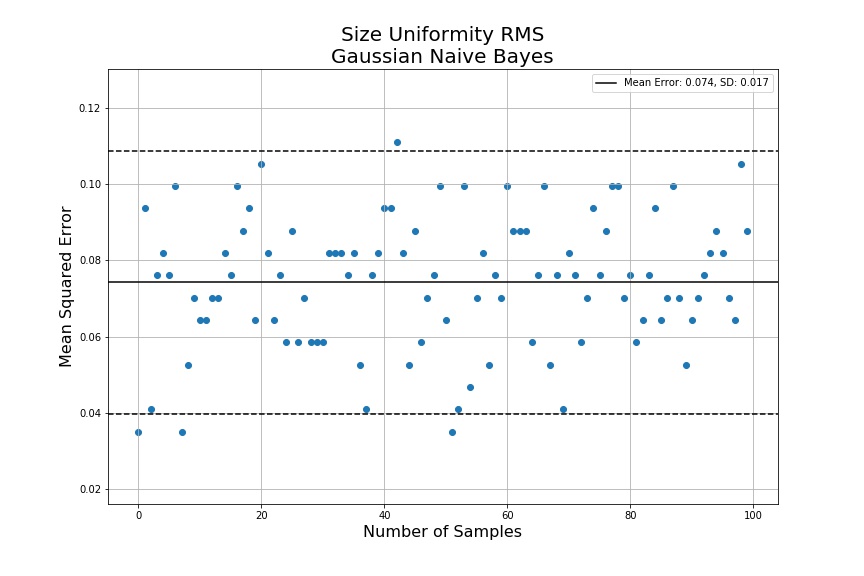 Size Uniformity RMS
Gaussian Naive Bayes
Mean Error: 0.074, SD: 0.017
Mean Squared Error
0.12
0.10
0.08
0.06
0.04
0.02
0 20 40 60 80 100
Number of Samples